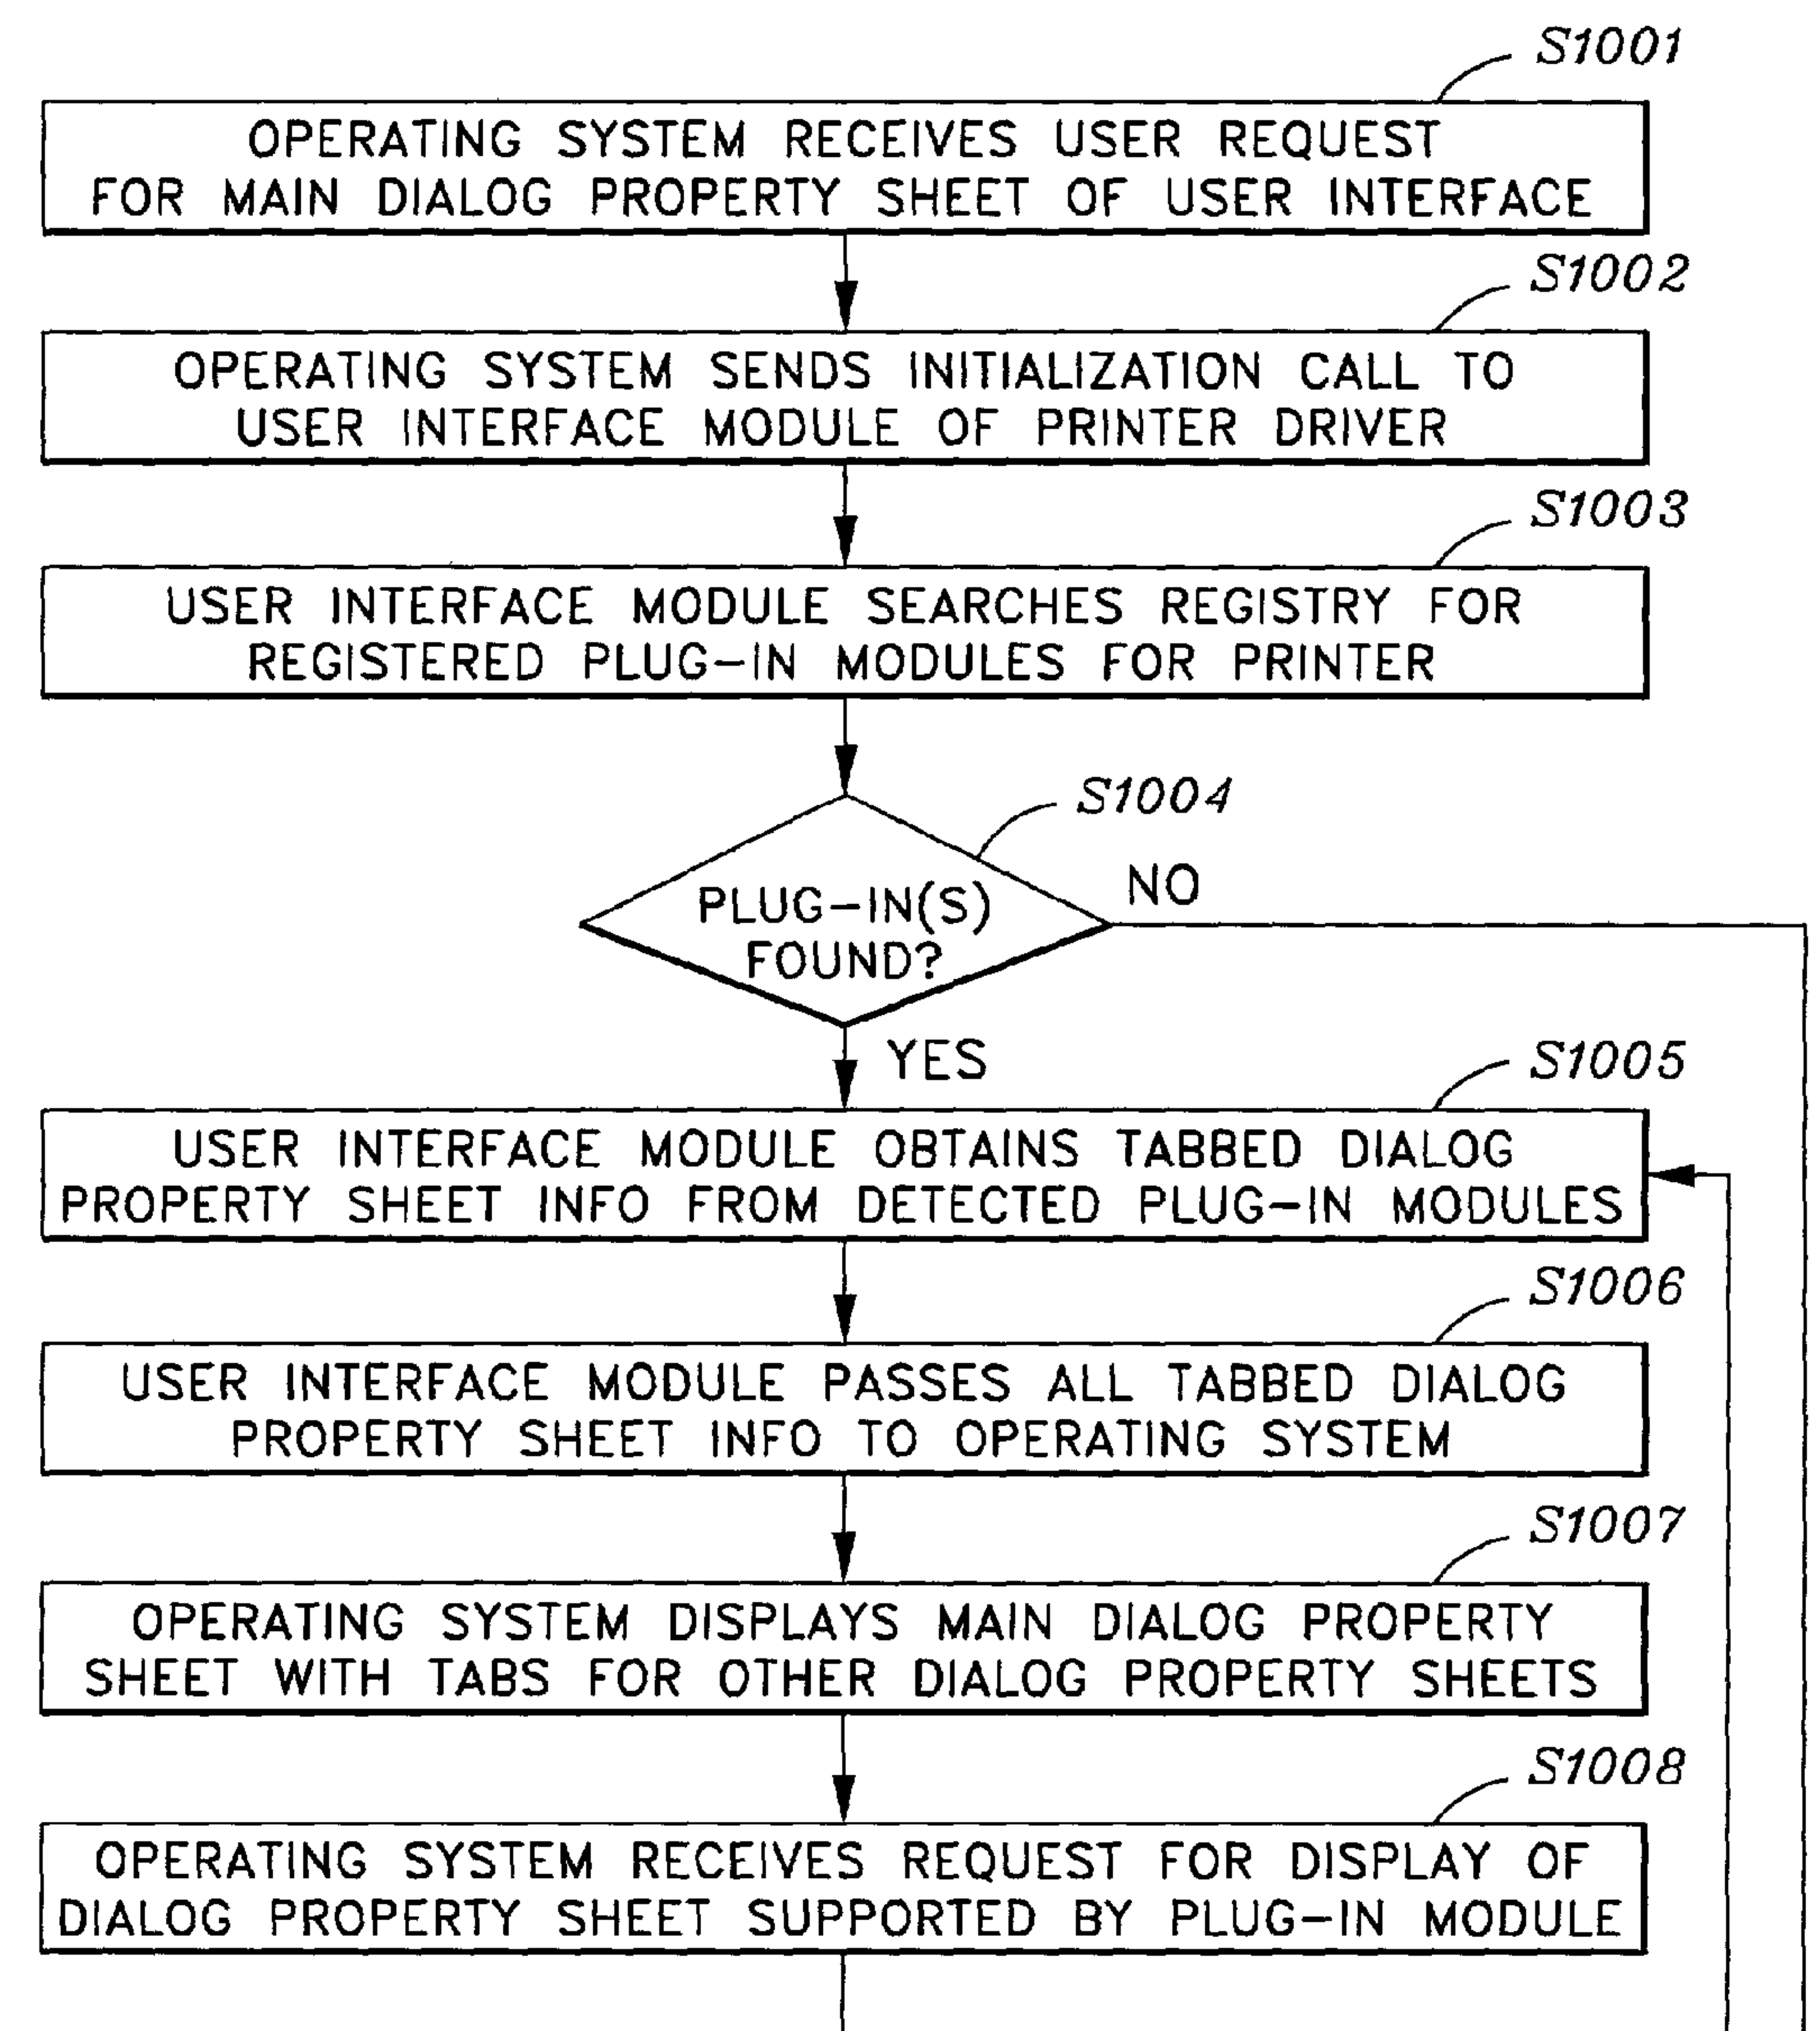 S1001
OPERATING SYSTEM RECEIVES USER REQUEST
FOR MAIN DIALOG PROPERTY SHEET OF USER INTERFACE
S1002
OPERATING SYSTEM SENDS INITIALIZATION CALL TO
USER INTERFACE MODULE OF PRINTER DRIVER
S1003
USER INTERFACE MODULE SEARCHES REGISTRY FOR
REGISTERED PLUG-IN MODULES FOR PRINTER
S1004
PLUG-IN(S)
FOUND?
NO
YES
S1005
USER INTERFACE MODULE OBTAINS TABBED DIALOG
PROPERTY SHEET INFO FROM DETECTED PLUG-IN MODULES
S1006
USER INTERFACE MODULE PASSES ALL TABBED DIALOG
PROPERTY SHEET INFO TO OPERATING SYSTEM
S1007
OPERATING SYSTEM DISPLAYS MAIN DIALOG PROPERTY
SHEET WITH TABS FOR OTHER DIALOG PROPERTY SHEETS
S1008
OPERATING SYSTEM RECEIVES REQUEST FOR DISPLAY OF
DIALOG PROPERTY SHEET SUPPORTED BY PLUG-IN MODULE